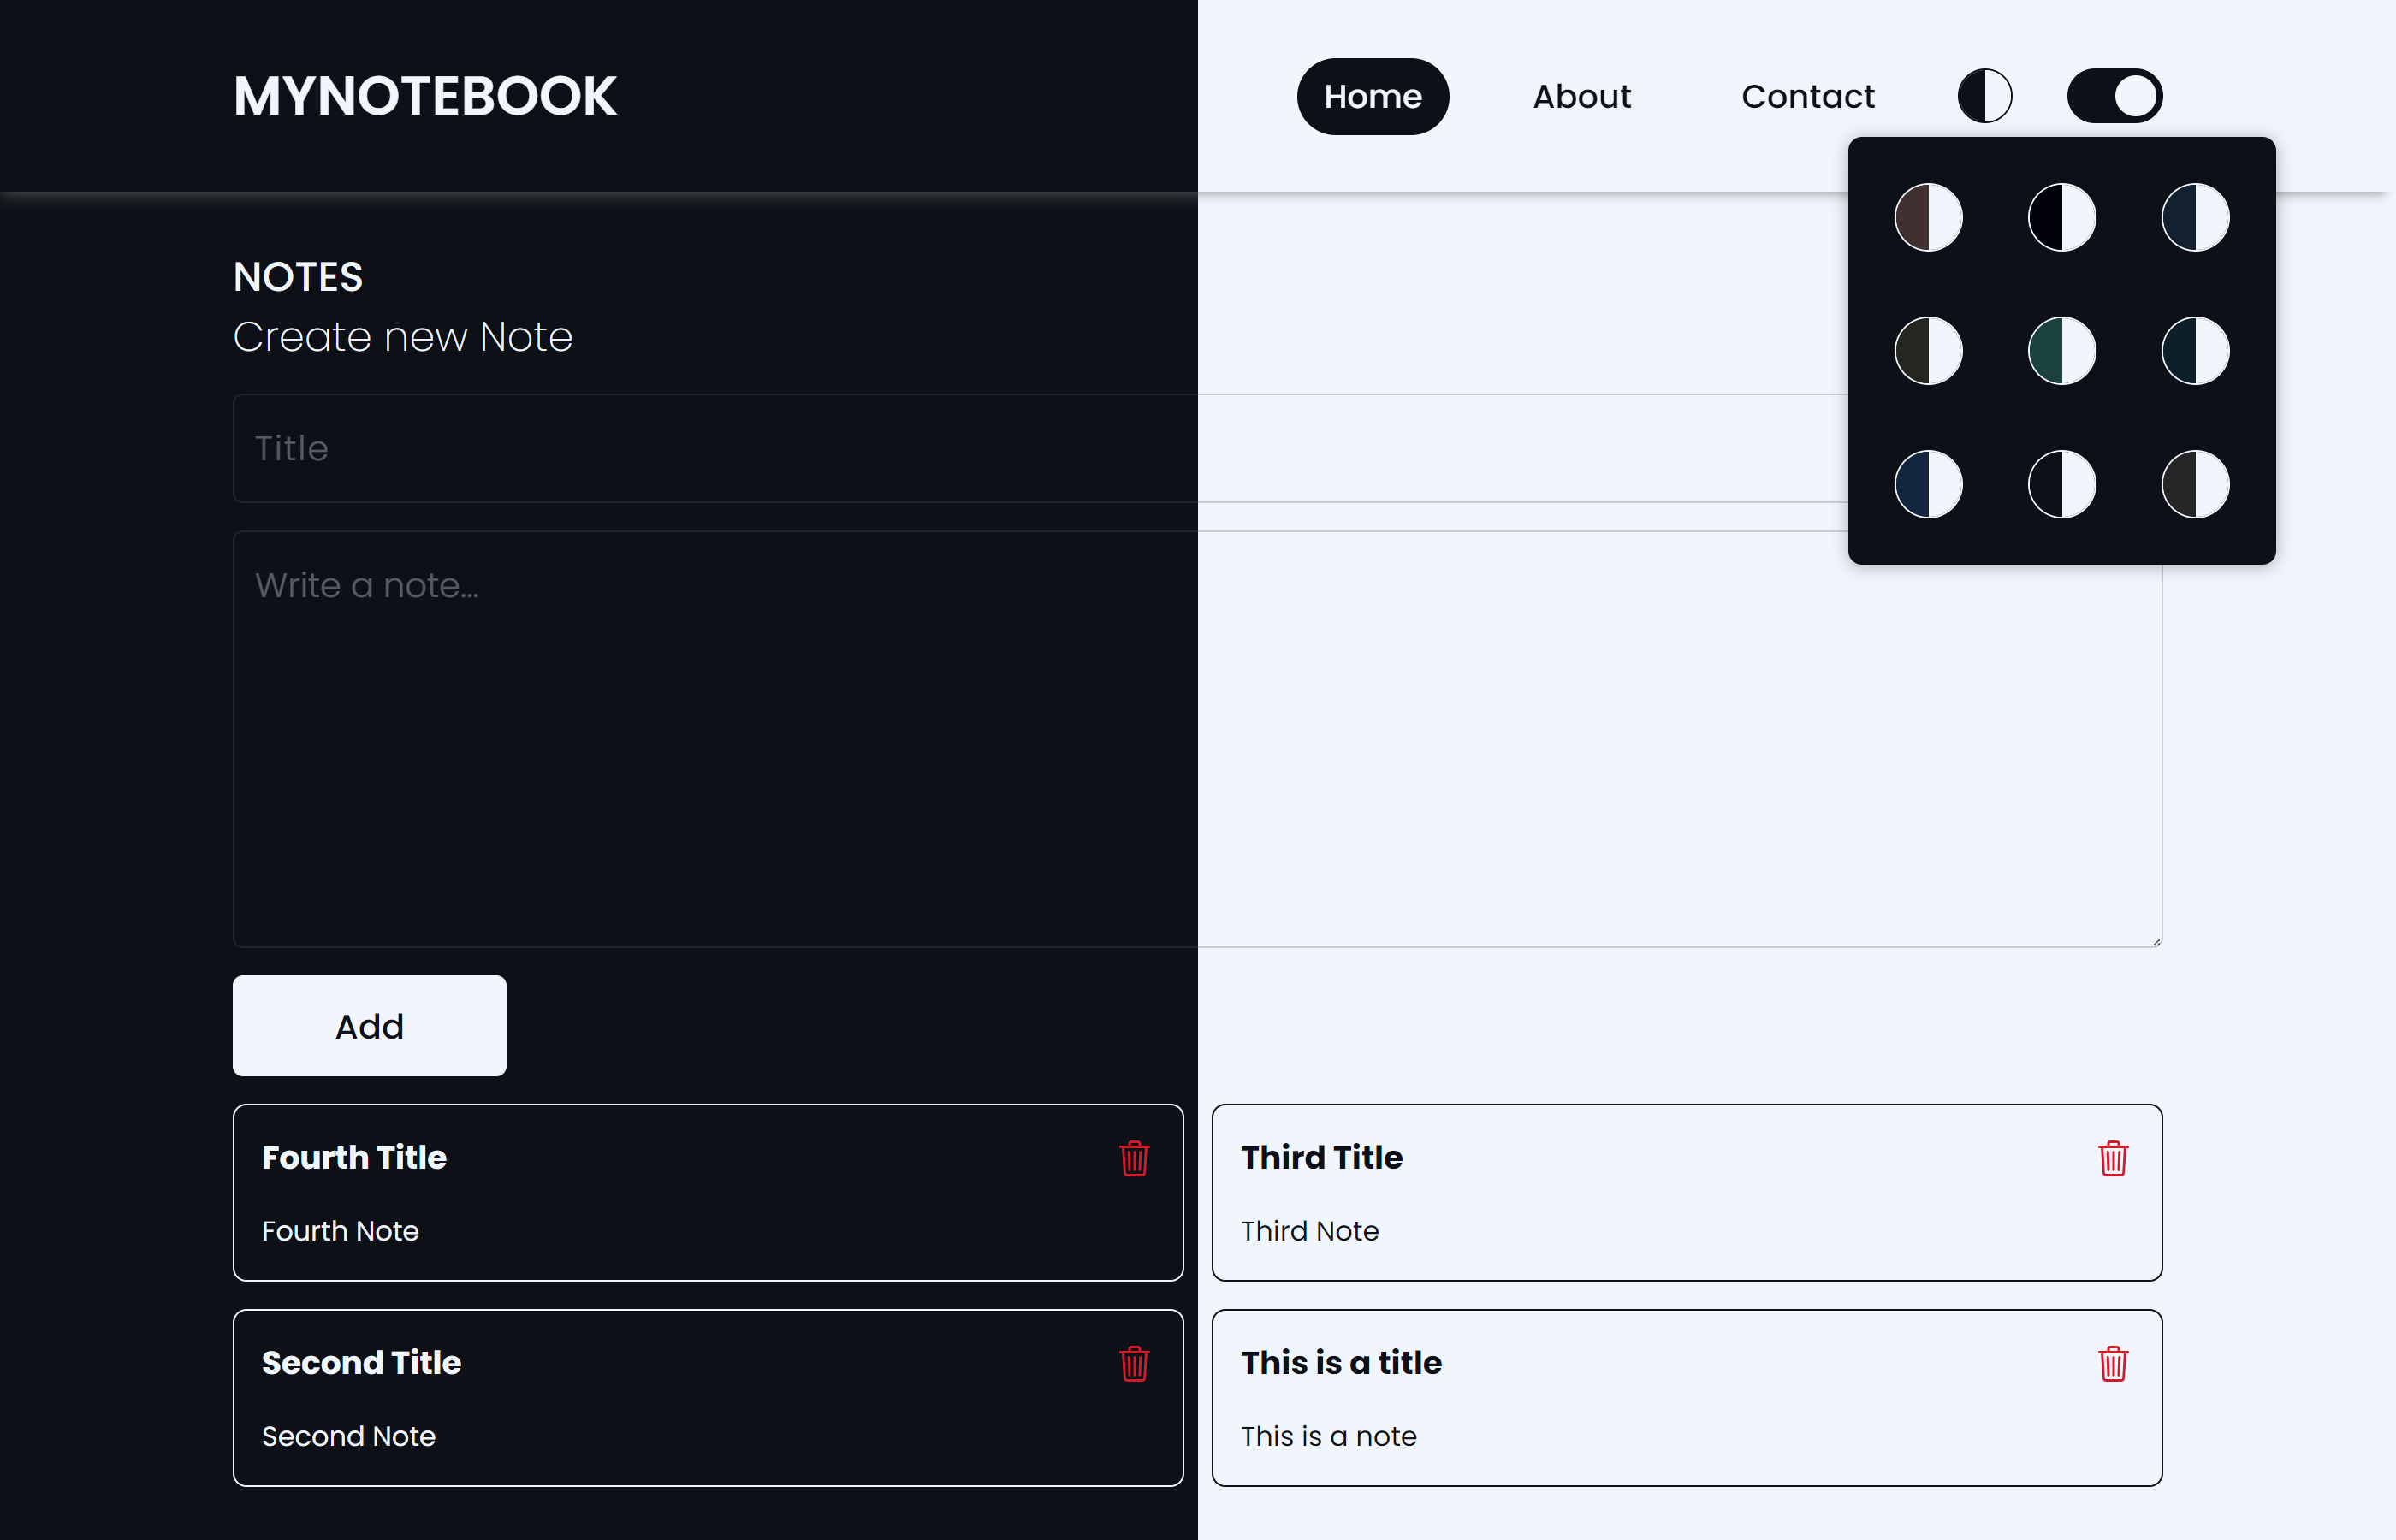 MYNOTEBOOK
Home
About
Contact
NOTES
Create new Note
Title
Write a note...
Add
Fourth Title
Fourth Note
Third Title
Third Note
Second Title
Second Note
This is a title
This is a note